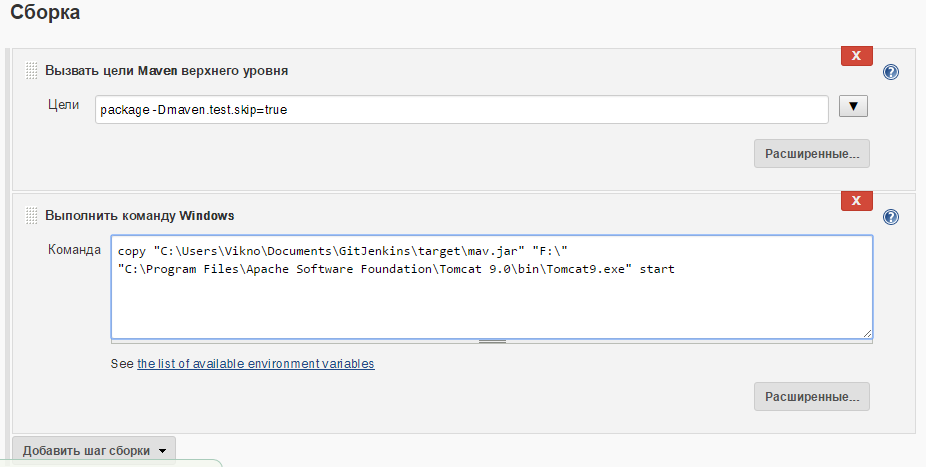 Сборка
X
Вызвать цели Maven верхнего уровня
?
Цели package -Dmaven.test.skip=true ▼
Расширенные...
X
Выполнить команду Windows
?
Команда copy "C:\Users\Vikno\Documents\GitJenkins\target\mav.jar" "F:\"
"C:\Program Files\Apache Software Foundation\Tomcat 9.0\bin\Tomcat9.exe" start
See the list of available environment variables
Расширенные...
Добавить шаг сборки